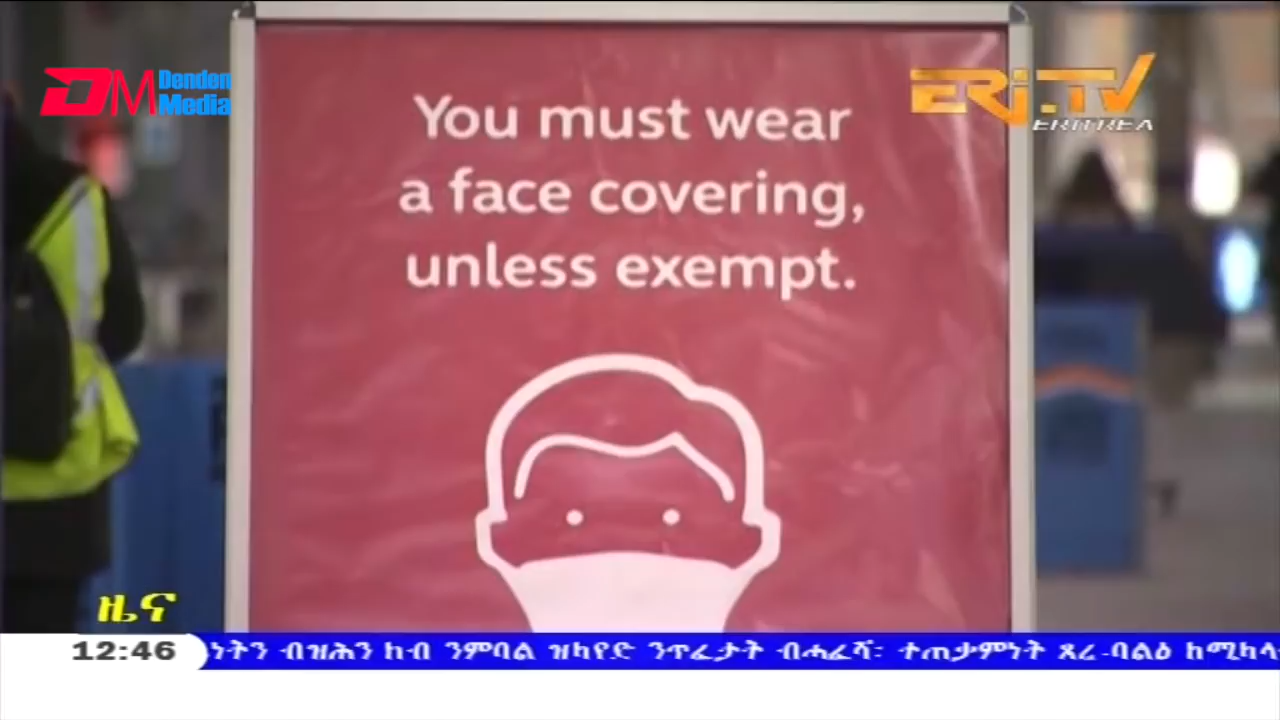 DM Denden
Media
ERi-TV
ERITREA
You must wear
a face covering,
unless exempt.
ዜና
12:46
ነትን ብዝሕን ከብ ንምባል ዝካየድ ንጥፈታት ብሓፈሻ፡ ተጠቃምነት ጸረ-ባልዕ ከሚካላ